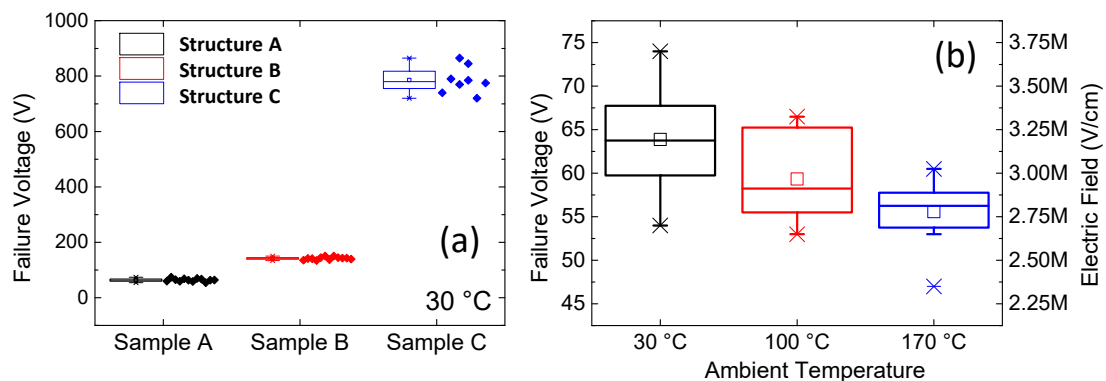 1000
800
600
400
200
0
Failure Voltage (V)
Structure A
Structure B
Structure C
(a)
30 °C
Sample A
Sample B
Sample C
75
70
65
60
55
50
45
Failure Voltage (V)
(b)
3.75M
3.50M
3.25M
3.00M
2.75M
2.50M
2.25M
Electric Field (V/cm)
30 °C
100 °C
170 °C
Ambient Temperature